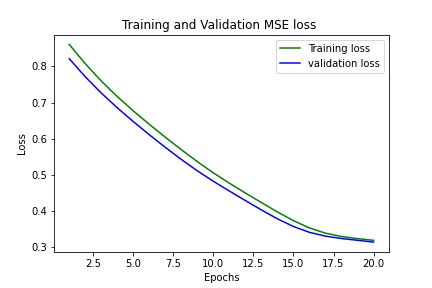 Training and Validation MSE loss
Training loss
validation loss
Loss
0.8
0.7
0.6
0.5
0.4
0.3
2.5 5.0 7.5 10.0 12.5 15.0 17.5 20.0
Epochs